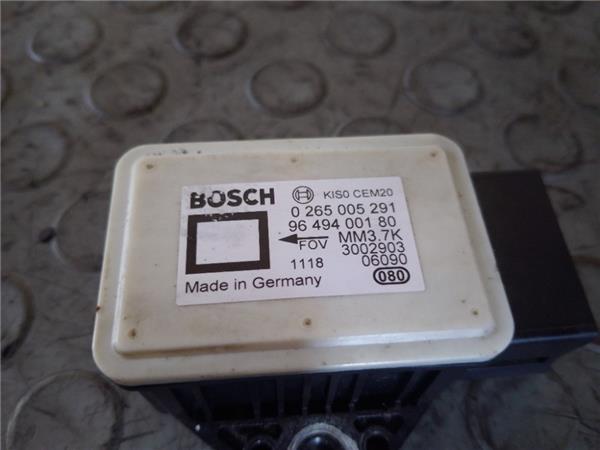 BOSCH KIS0 CEM20
0 265 005 291
96 494 001 80
FOV MM3.7K
3002903
1118 06090
Made in Germany 080